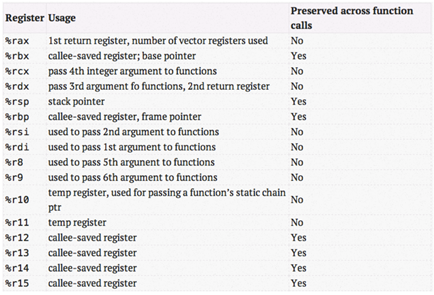 Register Usage Preserved across function
calls
%rax 1st return register, number of vector registers used No
%rbx callee-saved register; base pointer Yes
%rcx pass 4th integer argument to functions No
%rdx pass 3rd argument fo functions, 2nd return register No
%rsp stack pointer Yes
%rbp callee-saved register, frame pointer Yes
%rsi used to pass 2nd argument to functions No
%rdi used to pass 1st argument to functions No
%r8 used to pass 5th argunent to functions No
%r9 used to pass 6th argument to functions No
%r10 temp register, used for passing a function's static chain No
ptr
%r11 temp register No
%r12 callee-saved register Yes
%r13 callee-saved register Yes
%r14 callee-saved register Yes
%r15 callee-saved register Yes